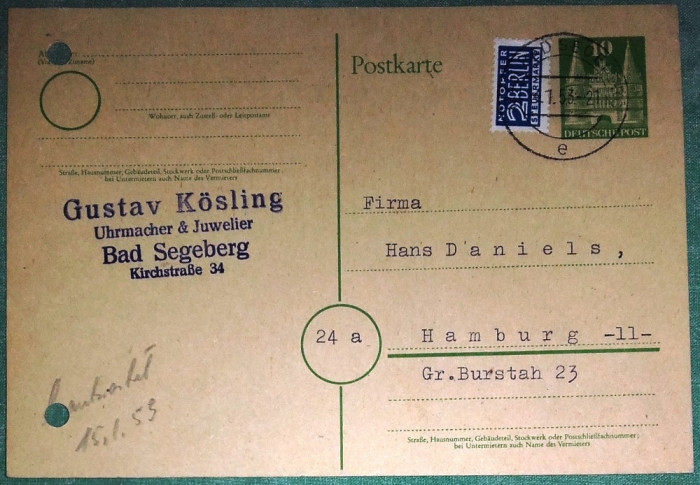 Postkarte
NOTOPFER
2 BERLIN
STEUERMARKE
10
DEUTSCHE POST
e
Wohnort, auch Zustell- oder Leitpostamt
Straße, Hausnummer, Gebäudeteil, Stockwerk oder Postschließfachnummer;
bei Untermietern auch Name des Vermieters
Gustav Kösling
Uhrmacher & Juwelier
Bad Segeberg
Kirchstraße 34
Firma
Hans Daniels,
24 a
Hamburg -11-
Gr.Burstah 23
Straße, Hausnummer, Gebäudeteil, Stockwerk oder Postschließfachnummer;
bei Untermietern auch Name des Vermieters
15.1.53